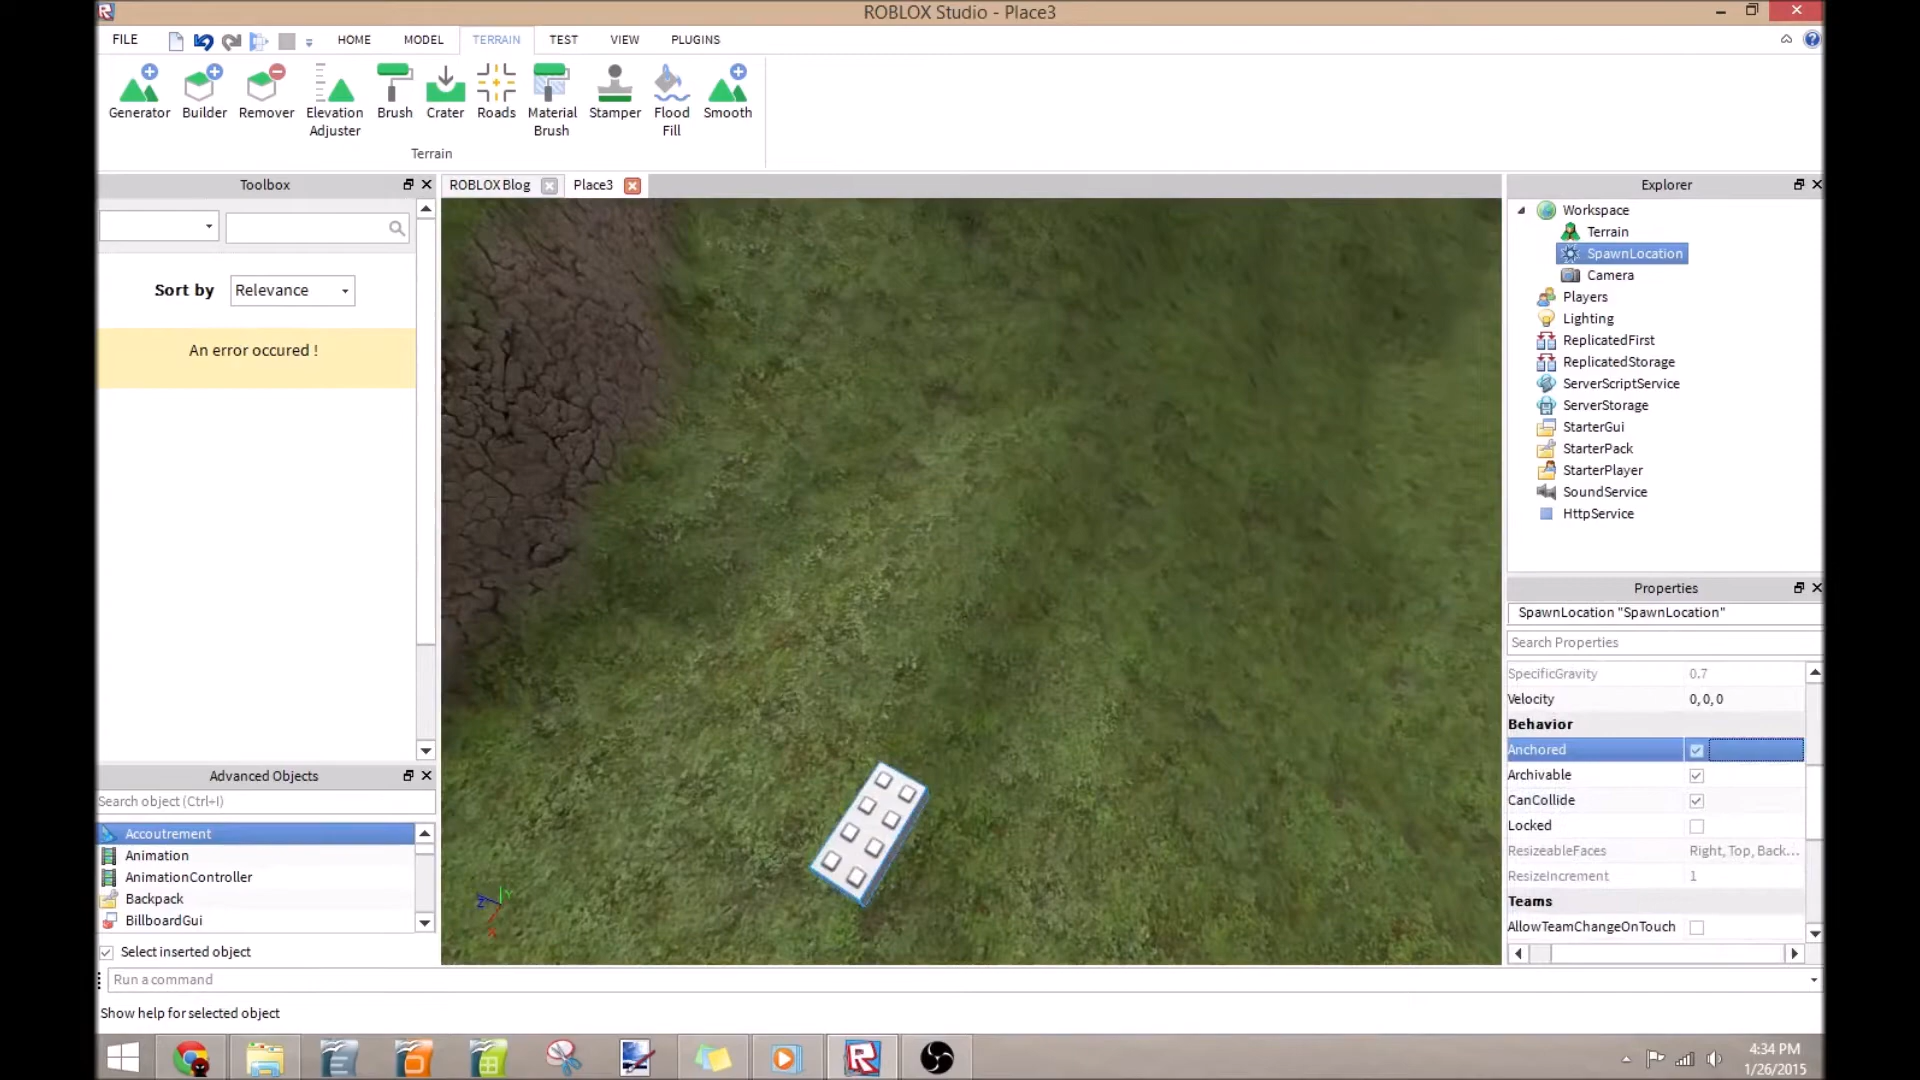 ROBLOX Studio - Place3
FILE HOME MODEL TERRAIN TEST VIEW PLUGINS
Generator Builder Remover Elevation Adjuster Brush Crater Roads Material Brush Stamper Flood Fill Smooth
Terrain
Toolbox
Sort by Relevance
An error occured !
Advanced Objects
Search object (Ctrl+I)
Accoutrement
Animation
AnimationController
Backpack
BillboardGui
Select inserted object
ROBLOX Blog Place3
Z Y X
Explorer
Workspace
Terrain
SpawnLocation
Camera
Players
Lighting
ReplicatedFirst
ReplicatedStorage
ServerScriptService
ServerStorage
StarterGui
StarterPack
StarterPlayer
SoundService
HttpService
Properties
SpawnLocation "SpawnLocation"
Search Properties
SpecificGravity 0.7
Velocity 0, 0, 0
Behavior
Anchored
Archivable
CanCollide
Locked
ResizeableFaces Right, Top, Back...
ResizeIncrement 1
Teams
AllowTeamChangeOnTouch
Run a command
Show help for selected object
4:34 PM
1/26/2015